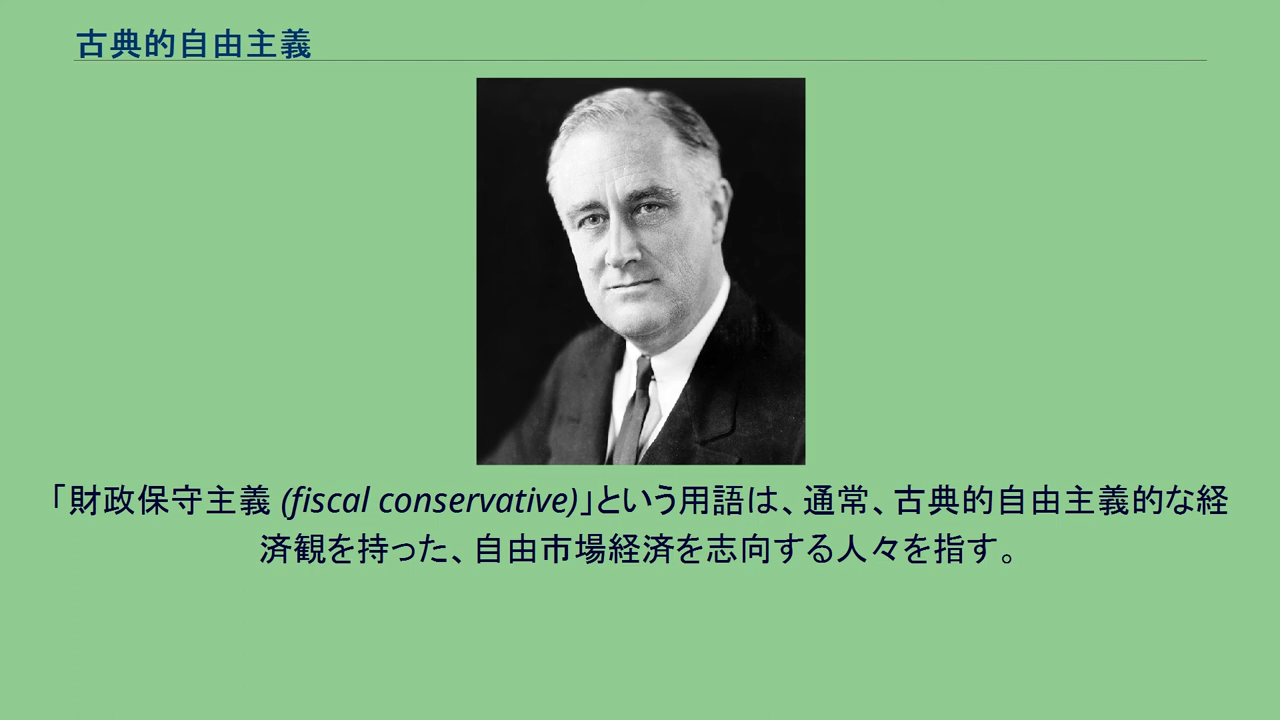 古典的自由主義
「財政保守主義 (fiscal conservative)」という用語は、通常、古典的自由主義的な経
済観を持った、自由市場経済を志向する人々を指す。